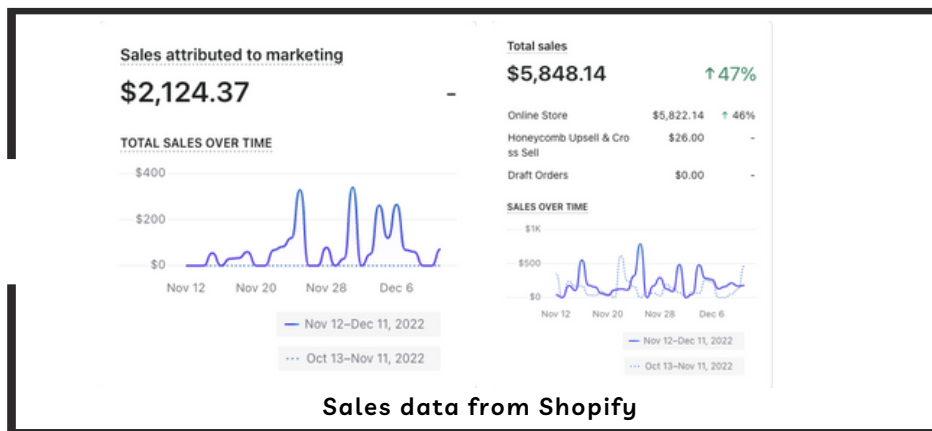 Sales attributed to marketing
$2,124.37 -
TOTAL SALES OVER TIME
$400
$200
$0
Nov 12 Nov 20 Nov 28 Dec 6
Nov 12–Dec 11, 2022
Oct 13–Nov 11, 2022
Total sales
$5,848.14 ↑47%
Online Store $5,822.14 ↑ 46%
Honeycomb Upsell & Cro
ss Sell $26.00 -
Draft Orders $0.00 -
SALES OVER TIME
$1K
$500
$0
Nov 12 Nov 20 Nov 28 Dec 6
Nov 12–Dec 11, 2022
Oct 13–Nov 11, 2022
Sales data from Shopify